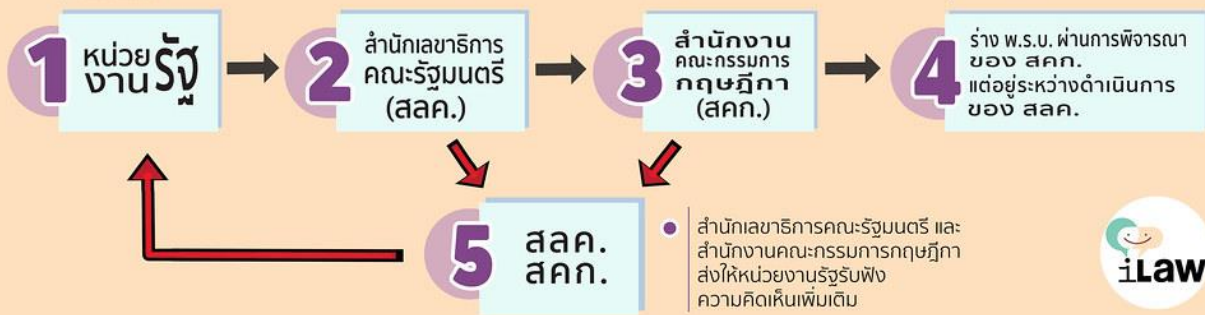 1
หน่วย
งาน รัฐ
2
สำนักเลขาธิการ
คณะรัฐมนตรี
(สลค.)
3
สำนักงาน
คณะกรรมการ
กฤษฎีกา
(สคก.)
4
ร่าง พ.ร.บ. ผ่านการพิจารณา
ของ สคก.
แต่อยู่ระหว่างดำเนินการ
ของ สลค.
5
สลค.
สคก.
สำนักเลขาธิการคณะรัฐมนตรี และ
สำนักงานคณะกรรมการกฤษฎีกา
ส่งให้หน่วยงานรัฐรับฟัง
ความคิดเห็นเพิ่มเติม
iLaw